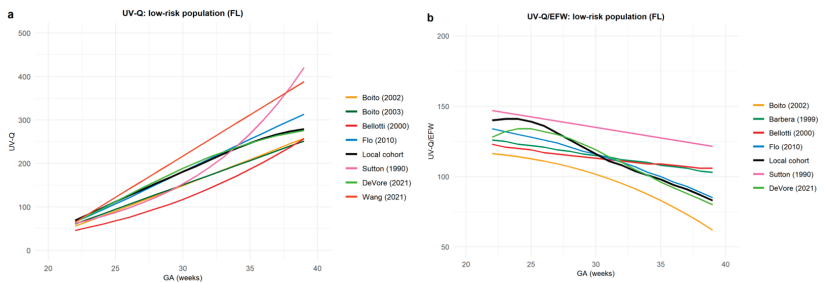 a
UV-Q: low-risk population (FL)
500
400
300
200
100
0
UV-Q
20
25
30
35
40
GA (weeks)
Boito (2002)
Boito (2003)
Bellotti (2000)
Flo (2010)
Local cohort
Sutton (1990)
DeVore (2021)
Wang (2021)
b
UV-Q/EFW: low-risk population (FL)
200
150
100
50
UV-Q/EFW
20
25
30
35
40
GA (weeks)
Boito (2002)
Barbera (1999)
Bellotti (2000)
Flo (2010)
Local cohort
Sutton (1990)
DeVore (2021)